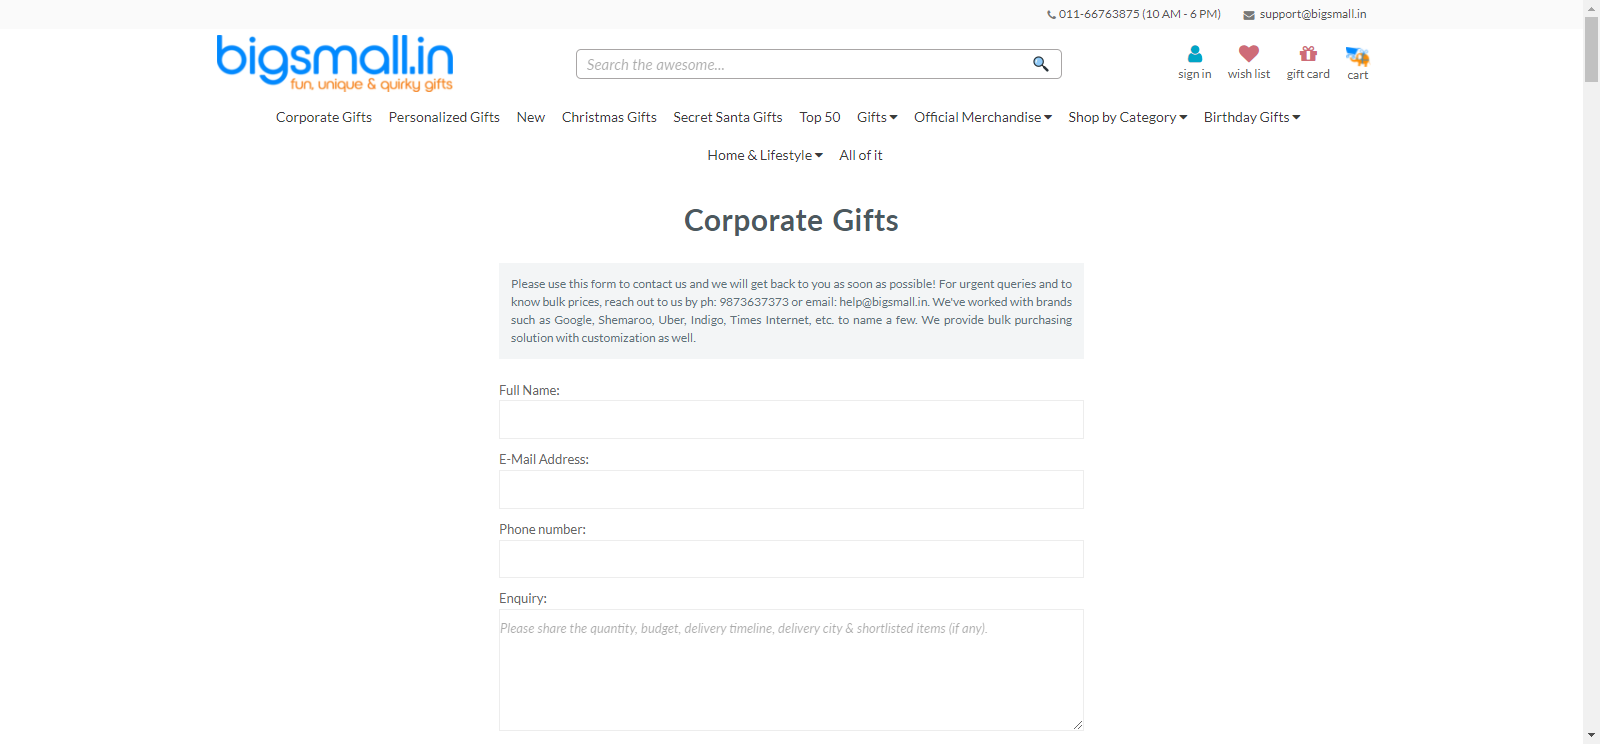 011-66763875 (10 AM - 6 PM) support@bigsmall.in
bigsmall.in
fun, unique & quirky gifts
Search the awesome...
sign in wish list gift card cart
Corporate Gifts Personalized Gifts New Christmas Gifts Secret Santa Gifts Top 50 Gifts Official Merchandise Shop by Category Birthday Gifts
Home & Lifestyle All of it
Corporate Gifts
Please use this form to contact us and we will get back to you as soon as possible! For urgent queries and to
know bulk prices, reach out to us by ph: 9873637373 or email: help@bigsmall.in. We've worked with brands
such as Google, Shemaroo, Uber, Indigo, Times Internet, etc. to name a few. We provide bulk purchasing
solution with customization as well.
Full Name:
E-Mail Address:
Phone number:
Enquiry:
Please share the quantity, budget, delivery timeline, delivery city & shortlisted items (if any).